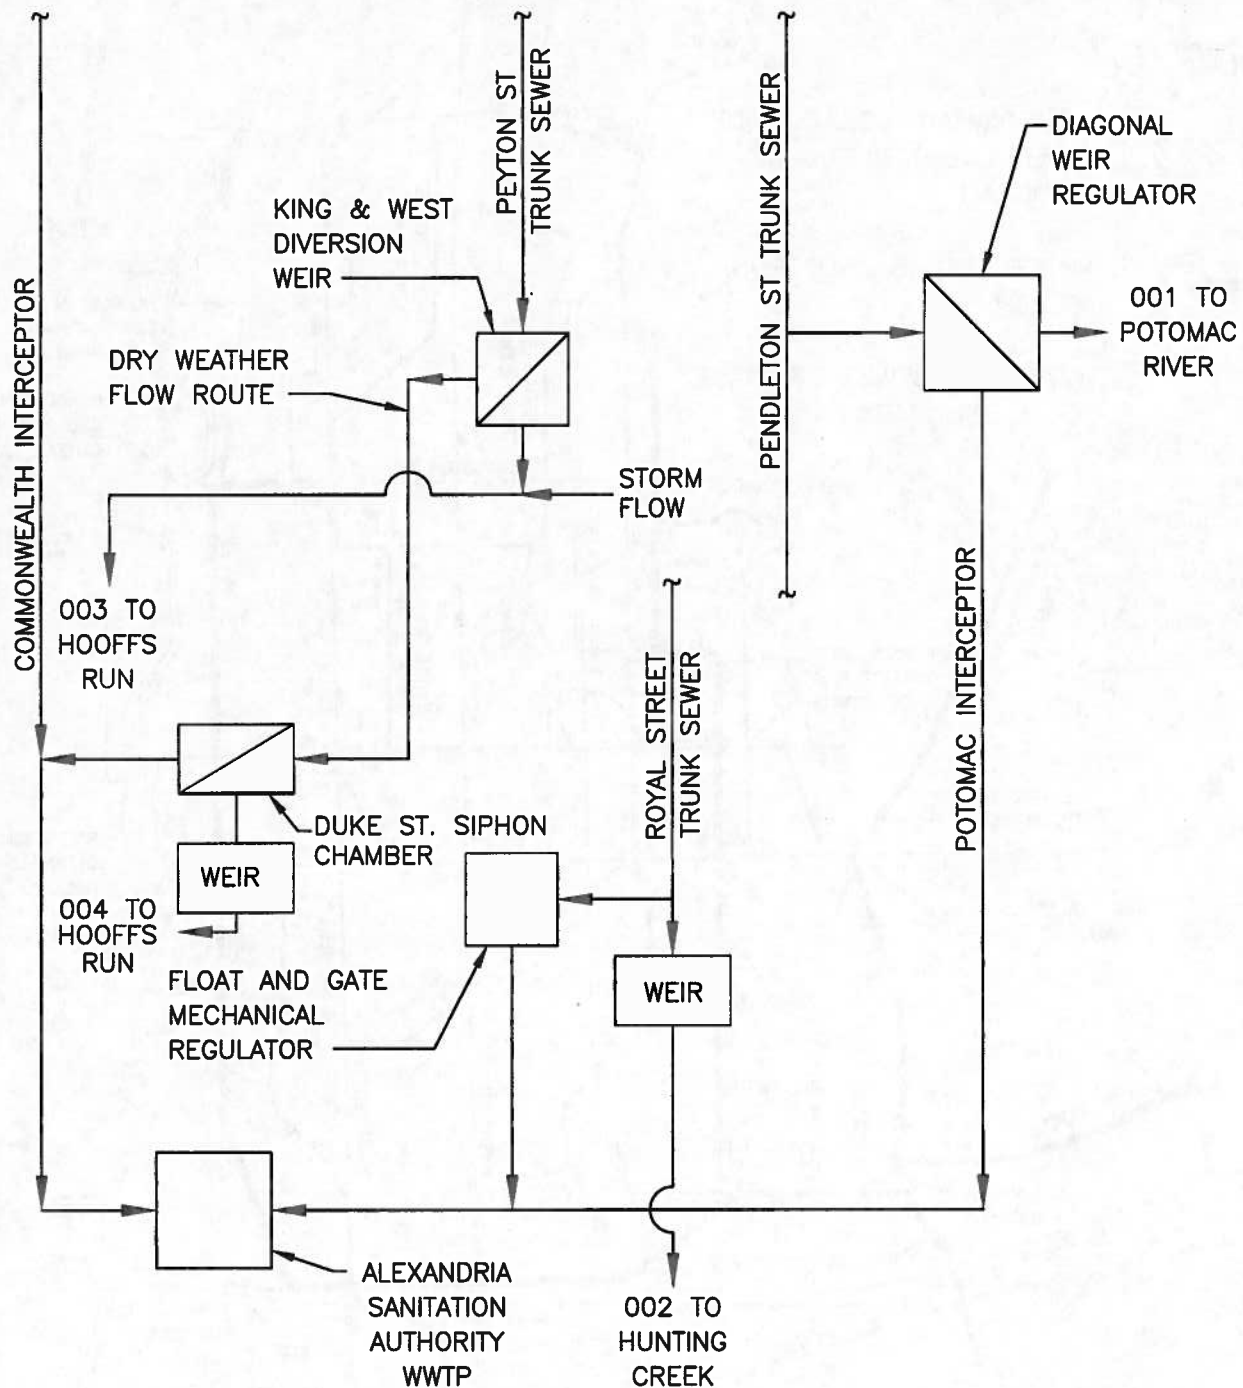 PEYTON ST
TRUNK SEWER
PENDLETON ST TRUNK SEWER
DIAGONAL
WEIR
REGULATOR
KING & WEST
DIVERSION
WEIR
COMMONWEALTH INTERCEPTOR
001 TO
POTOMAC
RIVER
DRY WEATHER
FLOW ROUTE
STORM
FLOW
003 TO
HOOFFS
RUN
ROYAL STREET
TRUNK SEWER
POTOMAC INTERCEPTOR
DUKE ST. SIPHON
CHAMBER
WEIR
004 TO
HOOFFS
RUN
FLOAT AND GATE
MECHANICAL
REGULATOR
WEIR
ALEXANDRIA
SANITATION
AUTHORITY
WWTP
002 TO
HUNTING
CREEK